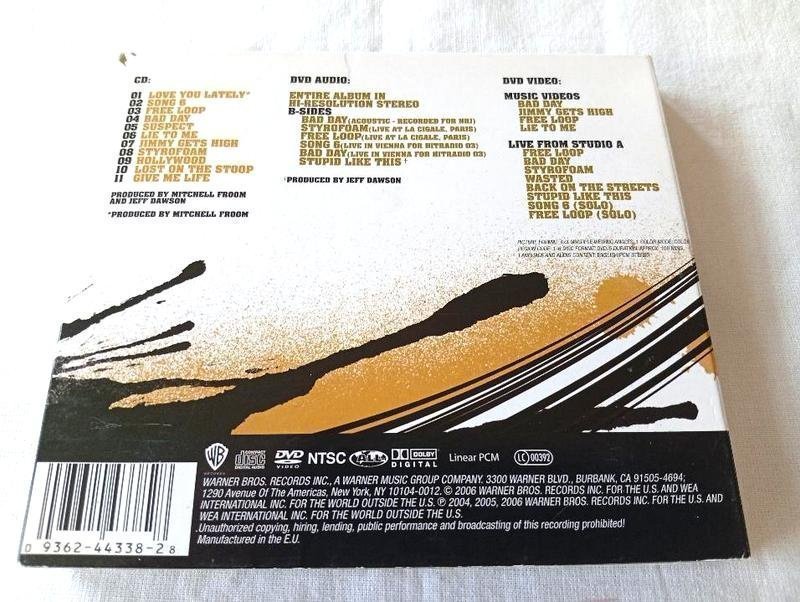 CD:
01 LOVE YOU LATELY*
02 SONG 6
03 FREE LOOP
04 BAD DAY
05 SUSPECT
06 LIE TO ME
07 JIMMY GETS HIGH
08 STYROFOAM
09 HOLLYWOOD
10 LOST ON THE STOOP
11 GIVE ME LIFE
PRODUCED BY MITCHELL FROOM
AND JEFF DAWSON
*PRODUCED BY MITCHELL FROOM
DVD AUDIO:
ENTIRE ALBUM IN
HI-RESOLUTION STEREO
B-SIDES
BAD DAY (ACOUSTIC - RECORDED FOR NRJ)
STYROFOAM (LIVE AT LA CIGALE, PARIS)
FREE LOOP (LIVE AT LA CIGALE, PARIS)
SONG 6 (LIVE IN VIENNA FOR HITRADIO 03)
BAD DAY (LIVE IN VIENNA FOR HITRADIO 03)
STUPID LIKE THIS †
†PRODUCED BY JEFF DAWSON
DVD VIDEO:
MUSIC VIDEOS
BAD DAY
JIMMY GETS HIGH
FREE LOOP
LIE TO ME
LIVE FROM STUDIO A
FREE LOOP
BAD DAY
STYROFOAM
WASTED
BACK ON THE STREETS
STUPID LIKE THIS
SONG 6 (SOLO)
FREE LOOP (SOLO)
WB
RECORDS
COMPACT
DISC
DIGITAL AUDIO
DVD
VIDEO
NTSC
ALL
DOLBY
DIGITAL
Linear PCM
LC 00392
WARNER BROS. RECORDS INC., A WARNER MUSIC GROUP COMPANY. 3300 WARNER BLVD., BURBANK, CA 91505-4694;
1290 Avenue Of The Americas, New York, NY 10104-0012. © 2006 WARNER BROS. RECORDS INC. FOR THE U.S. AND WEA
INTERNATIONAL INC. FOR THE WORLD OUTSIDE THE U.S. ℗ 2004, 2005, 2006 WARNER BROS. RECORDS INC. FOR THE U.S. AND
WEA INTERNATIONAL INC. FOR THE WORLD OUTSIDE THE U.S.
Unauthorized copying, hiring, lending, public performance and broadcasting of this recording prohibited!
Manufactured in the E.U.
0 9362-44338-2 8